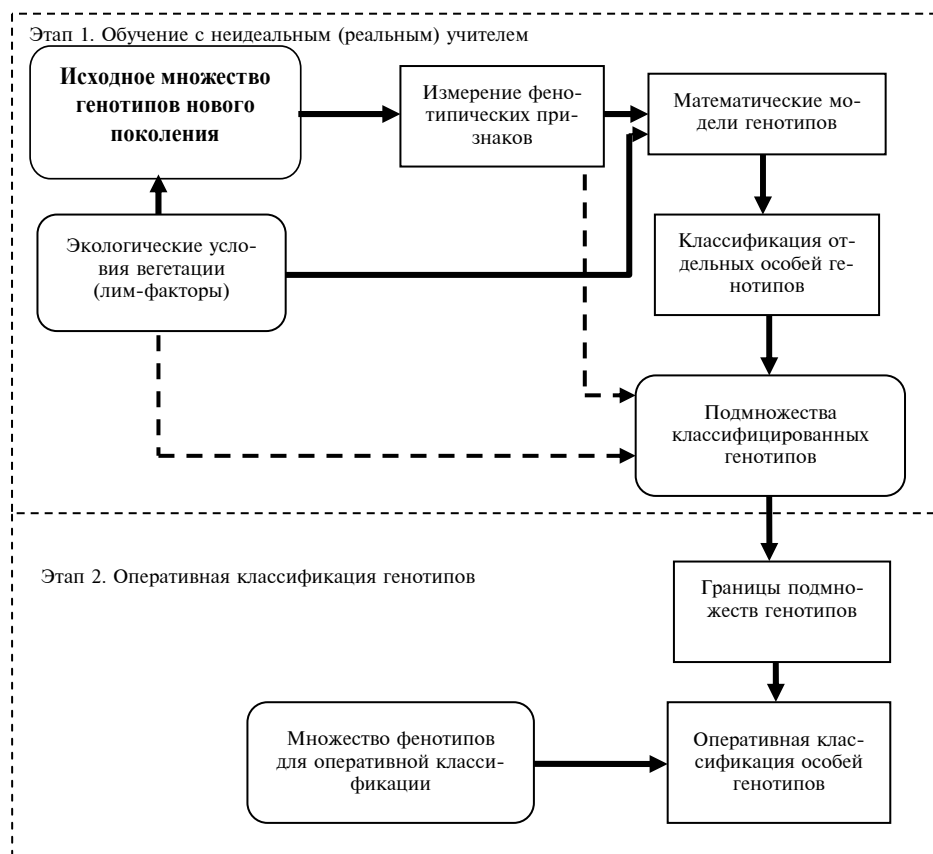 Этап 1. Обучение с неидеальным (реальным) учителем
Исходное множество
генотипов нового
поколения
Измерение фено-
типических при-
знаков
Математические мо-
дели генотипов
Экологические усло-
вия вегетации
(лим-факторы)
Классификация от-
дельных особей ге-
нотипов
Подмножества
классифицированных
генотипов
Этап 2. Оперативная классификация генотипов
Границы подмно-
жеств генотипов
Множество фенотипов
для оперативной класси-
фикации
Оперативная клас-
сификация особей
генотипов